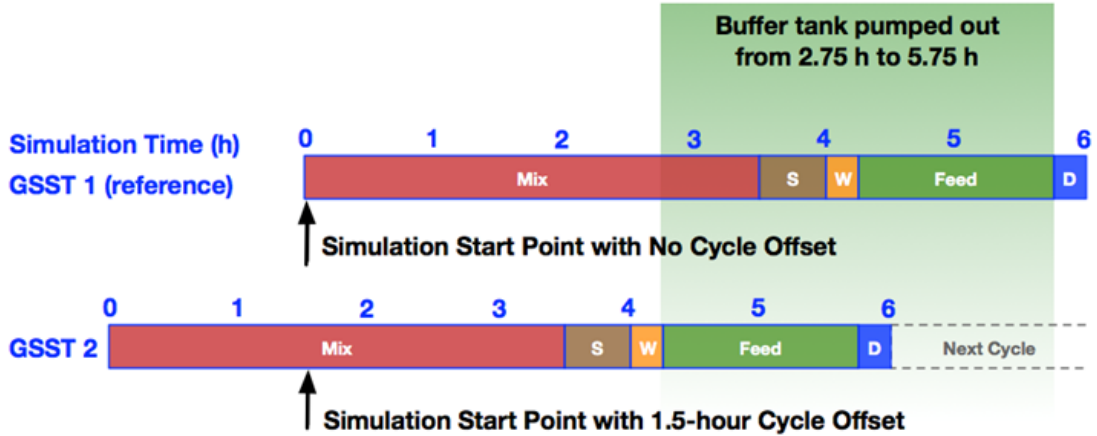 Buffer tank pumped out
from 2.75 h to 5.75 h
Simulation Time (h) 0 1 2 3 4 5 6
GSST 1 (reference) Mix S W Feed D
Simulation Start Point with No Cycle Offset
0 1 2 3 4 5 6
GSST 2 Mix S W Feed D Next Cycle
Simulation Start Point with 1.5-hour Cycle Offset